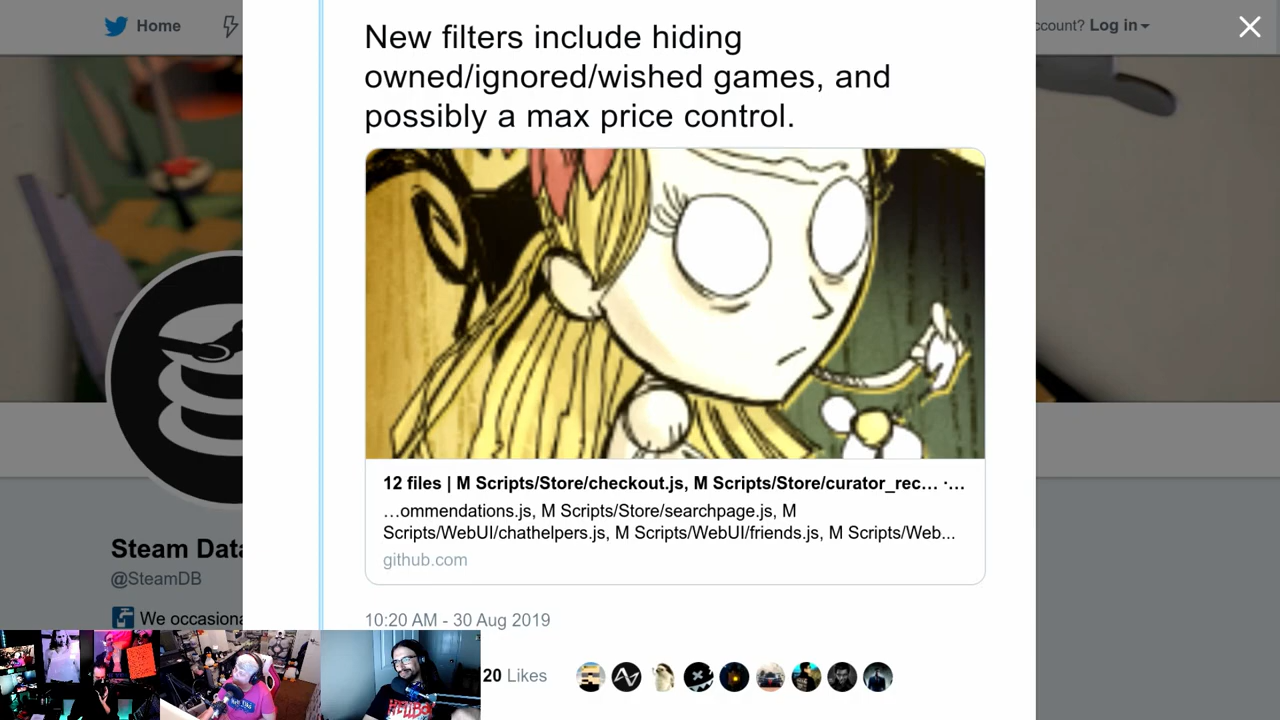 Home
ccount? Log in
New filters include hiding
owned/ignored/wished games, and
possibly a max price control.
12 files | M Scripts/Store/checkout.js, M Scripts/Store/curator_rec... ·...
...ommendations.js, M Scripts/Store/searchpage.js, M
Scripts/WebUI/chathelpers.js, M Scripts/WebUI/friends.js, M Scripts/Web...
github.com
Steam Data
@SteamDB
We occasiona
10:20 AM - 30 Aug 2019
20 Likes